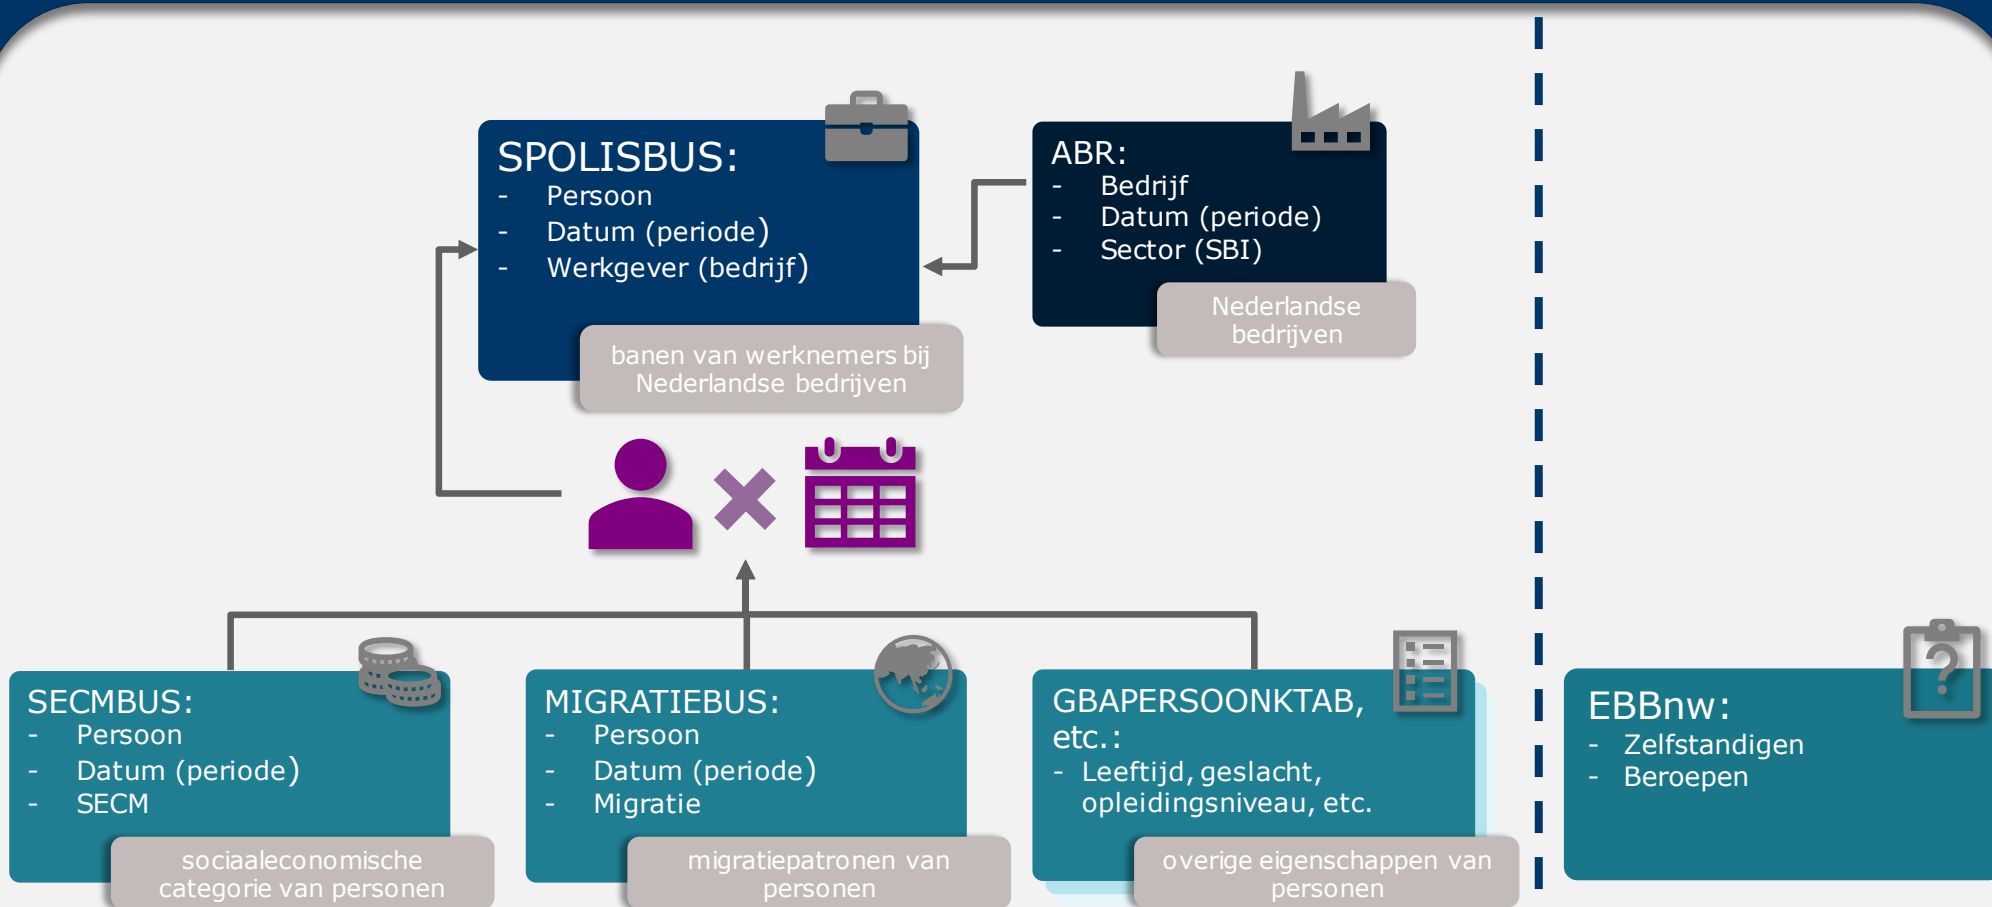 SPOLISBUS:
- Persoon
- Datum (periode)
- Werkgever (bedrijf)
banen van werknemers bij
Nederlandse bedrijven
ABR:
- Bedrijf
- Datum (periode)
- Sector (SBI)
Nederlandse
bedrijven
SECMBUS:
- Persoon
- Datum (periode)
- SECM
sociaaleconomische
categorie van personen
MIGRATIEBUS:
- Persoon
- Datum (periode)
- Migratie
migratiepatronen van
personen
GBAPERSOONKTAB,
etc.:
- Leeftijd, geslacht,
opleidingsniveau, etc.
overige eigenschappen van
personen
EBBnw:
- Zelfstandigen
- Beroepen
?